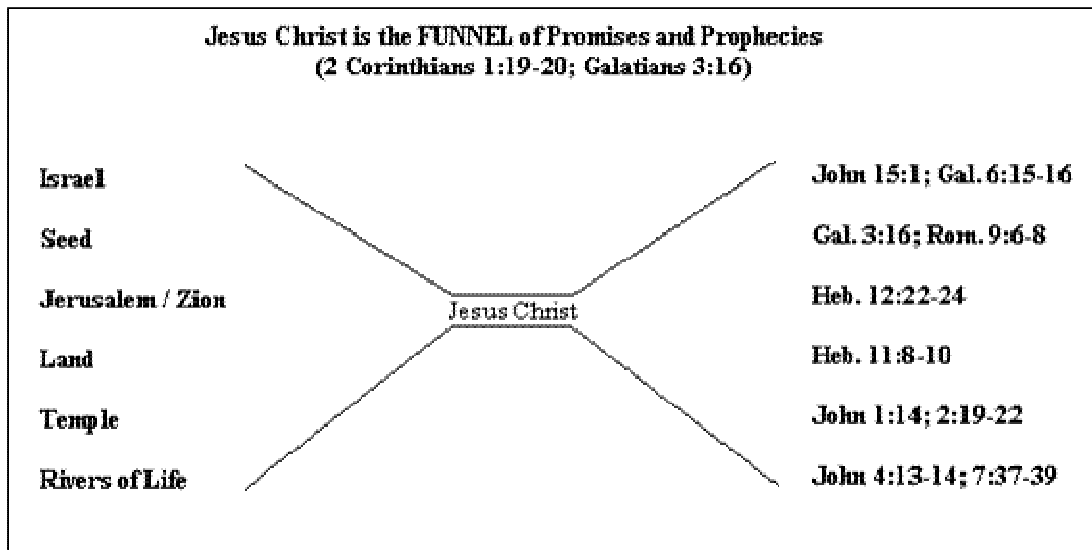 Jesus Christ is the FUNNEL of Promises and Prophecies
(2 Corinthians 1:19-20; Galatians 3:16)
Israel
John 15:1; Gal. 6:15-16
Seed
Gal. 3:16; Rom. 9:6-8
Jerusalem / Zion
Heb. 12:22-24
Jesus Christ
Land
Heb. 11:8-10
Temple
John 1:14; 2:19-22
Rivers of Life
John 4:13-14; 7:37-39